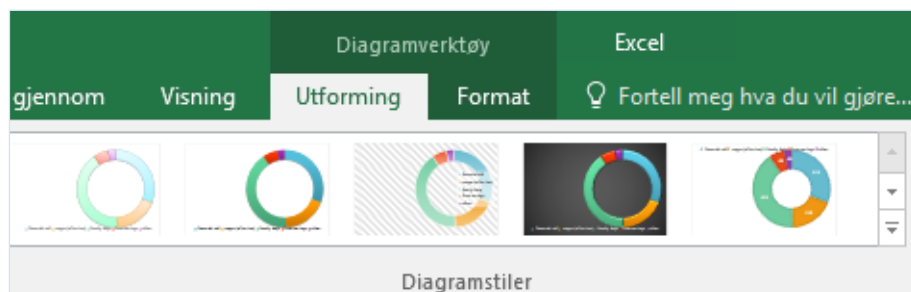 Diagramverktøy Excel
gjennom Visning Utforming Format Fortell meg hva du vil gjøre...
Diagramstiler